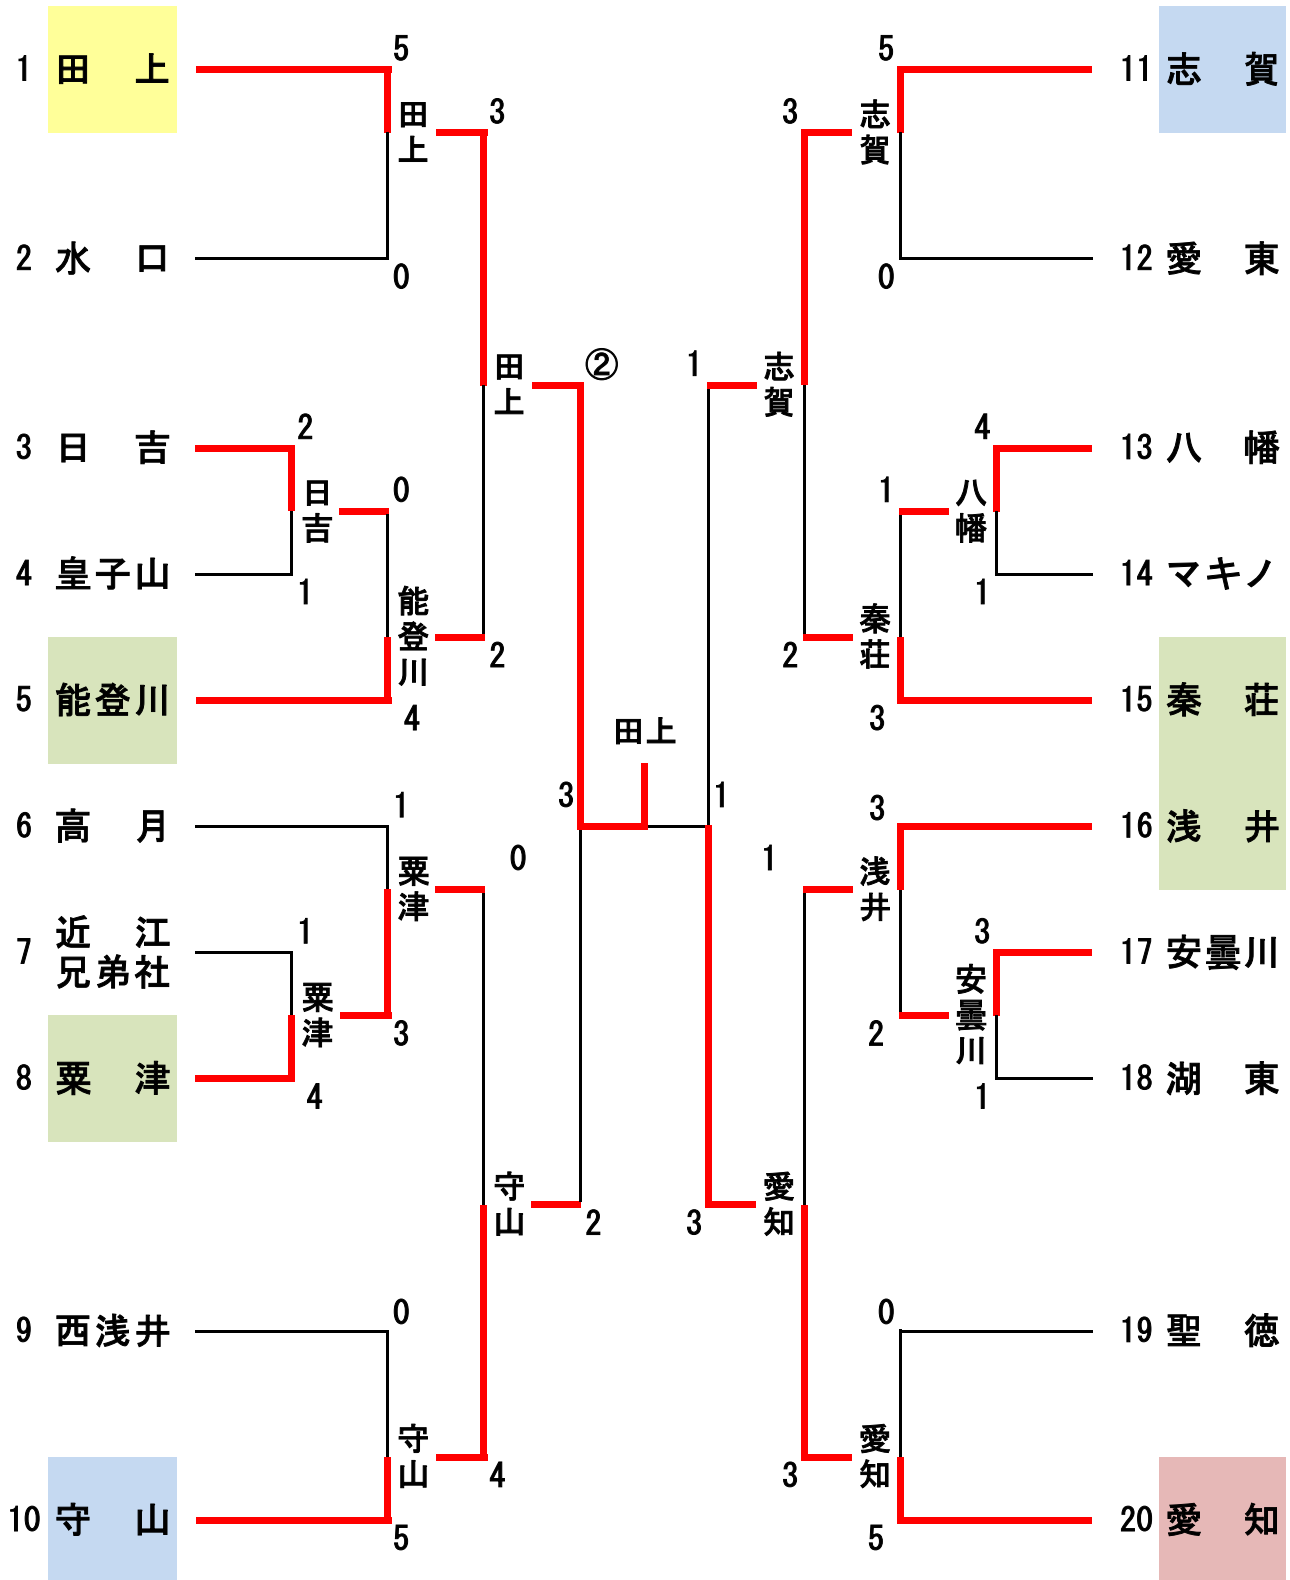 1 田 上
2 水 口
3 日 吉
4 皇子山
5 能登川
6 高 月
7 近 江
兄弟社
8 粟 津
9 西浅井
10 守 山
5
田上
0
2
日吉
1
0
能登川
4
1
粟津
3
1
粟津
4
0
守山
5
3
田上
2
0
守山
4
②
3
2
田上
1
1
3
3
志賀
2
1
愛知
3
5
志賀
0
1
秦荘
3
4
八幡
1
3
浅井
2
3
安曇川
1
0
愛知
5
11 志 賀
12 愛 東
13 八 幡
14 マキノ
15 秦 荘
16 浅 井
17 安曇川
18 湖 東
19 聖 徳
20 愛 知